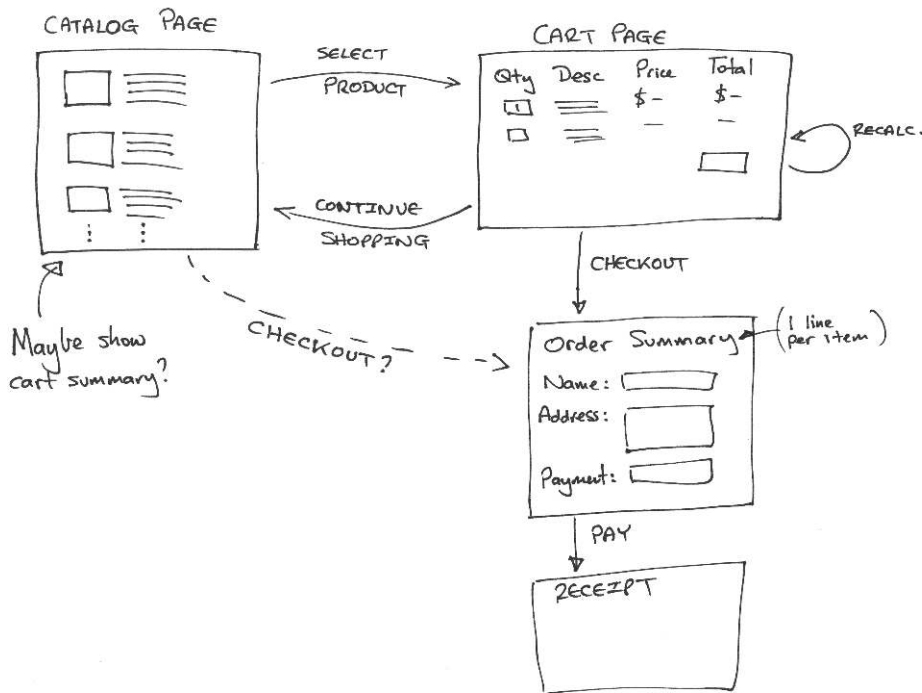 CATALOG PAGE
SELECT
PRODUCT
CART PAGE
Qty Desc Price Total
1 $- $-
RECALC.
CONTINUE
SHOPPING
CHECKOUT
Maybe show
cart summary?
CHECKOUT?
Order Summary
(1 line
per item)
Name:
Address:
Payment:
PAY
RECEIPT